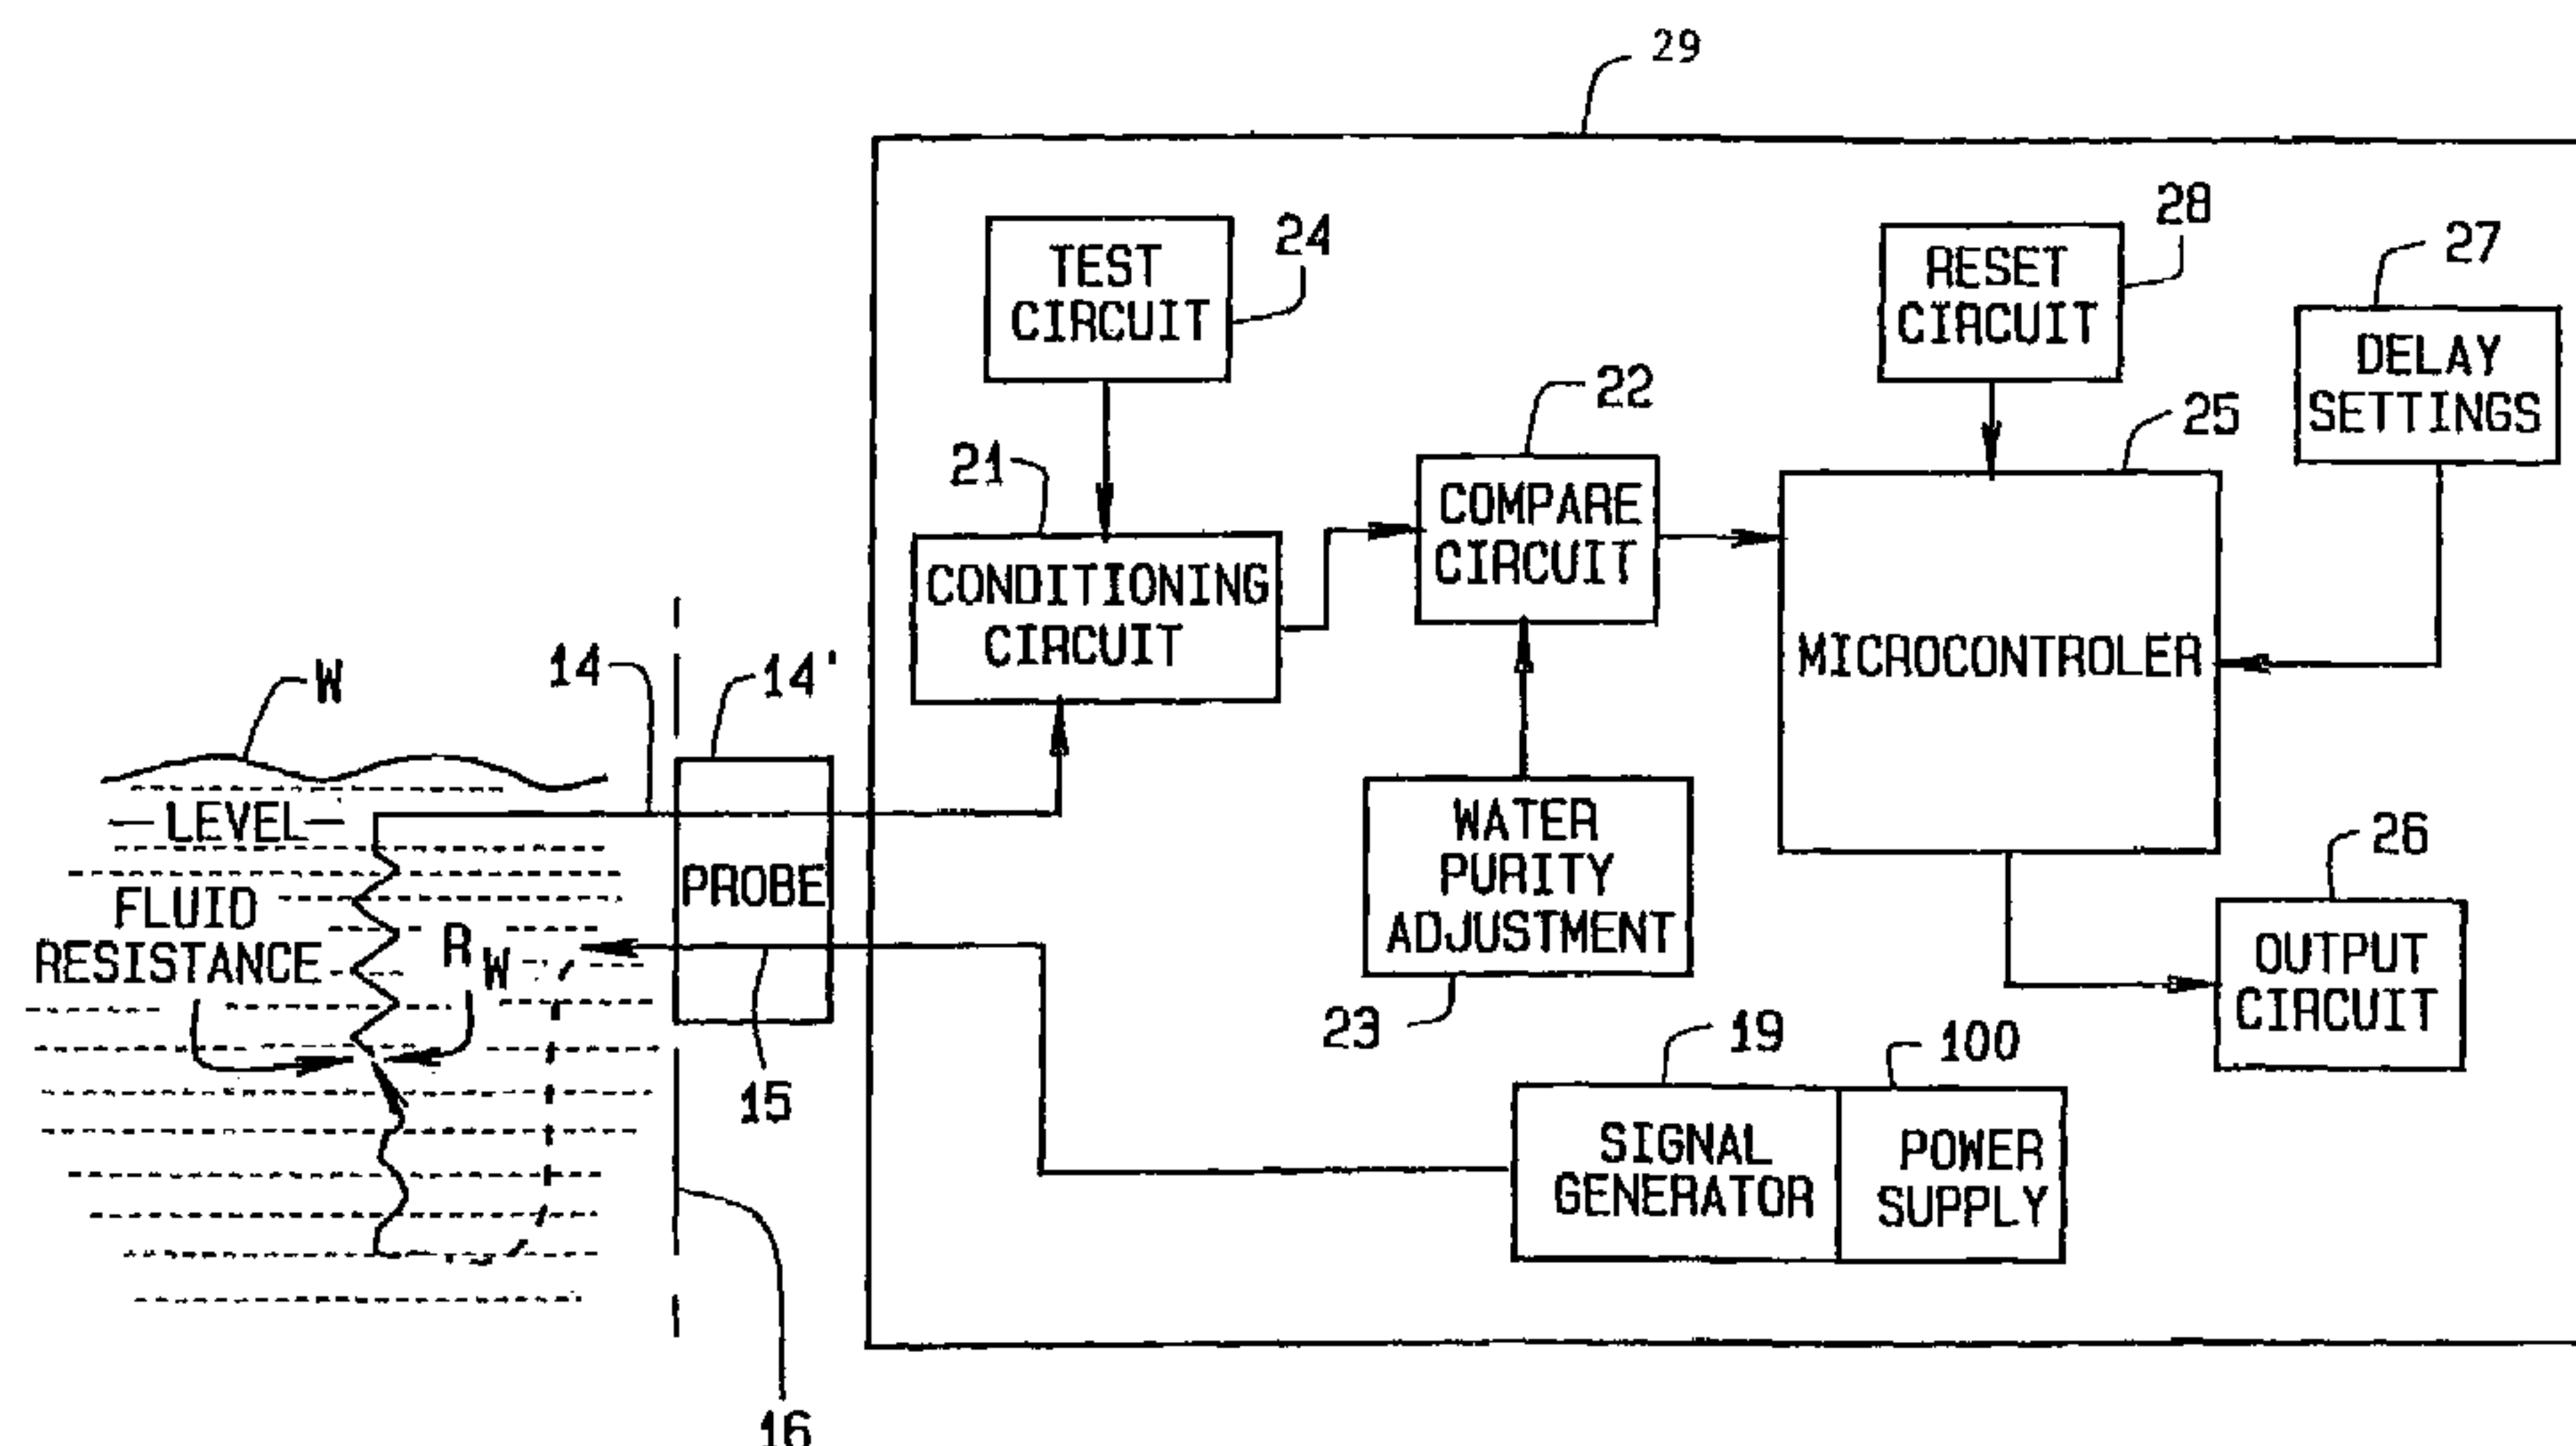 29
TEST
CIRCUIT
24
RESET
CIRCUIT
28
27
DELAY
SETTINGS
22
25
21
COMPARE
CIRCUIT
CONDITIONING
CIRCUIT
MICROCONTROLER
W
14
14'
LEVEL
PROBE
WATER
PURITY
ADJUSTMENT
23
26
OUTPUT
CIRCUIT
FLUID
RESISTANCE
RW
15
19
100
SIGNAL
GENERATOR
POWER
SUPPLY
16